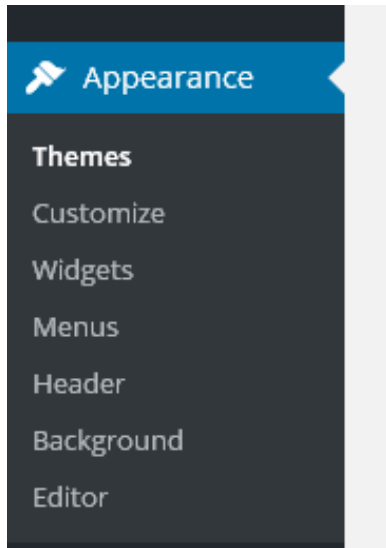 Appearance
Themes
Customize
Widgets
Menus
Header
Background
Editor